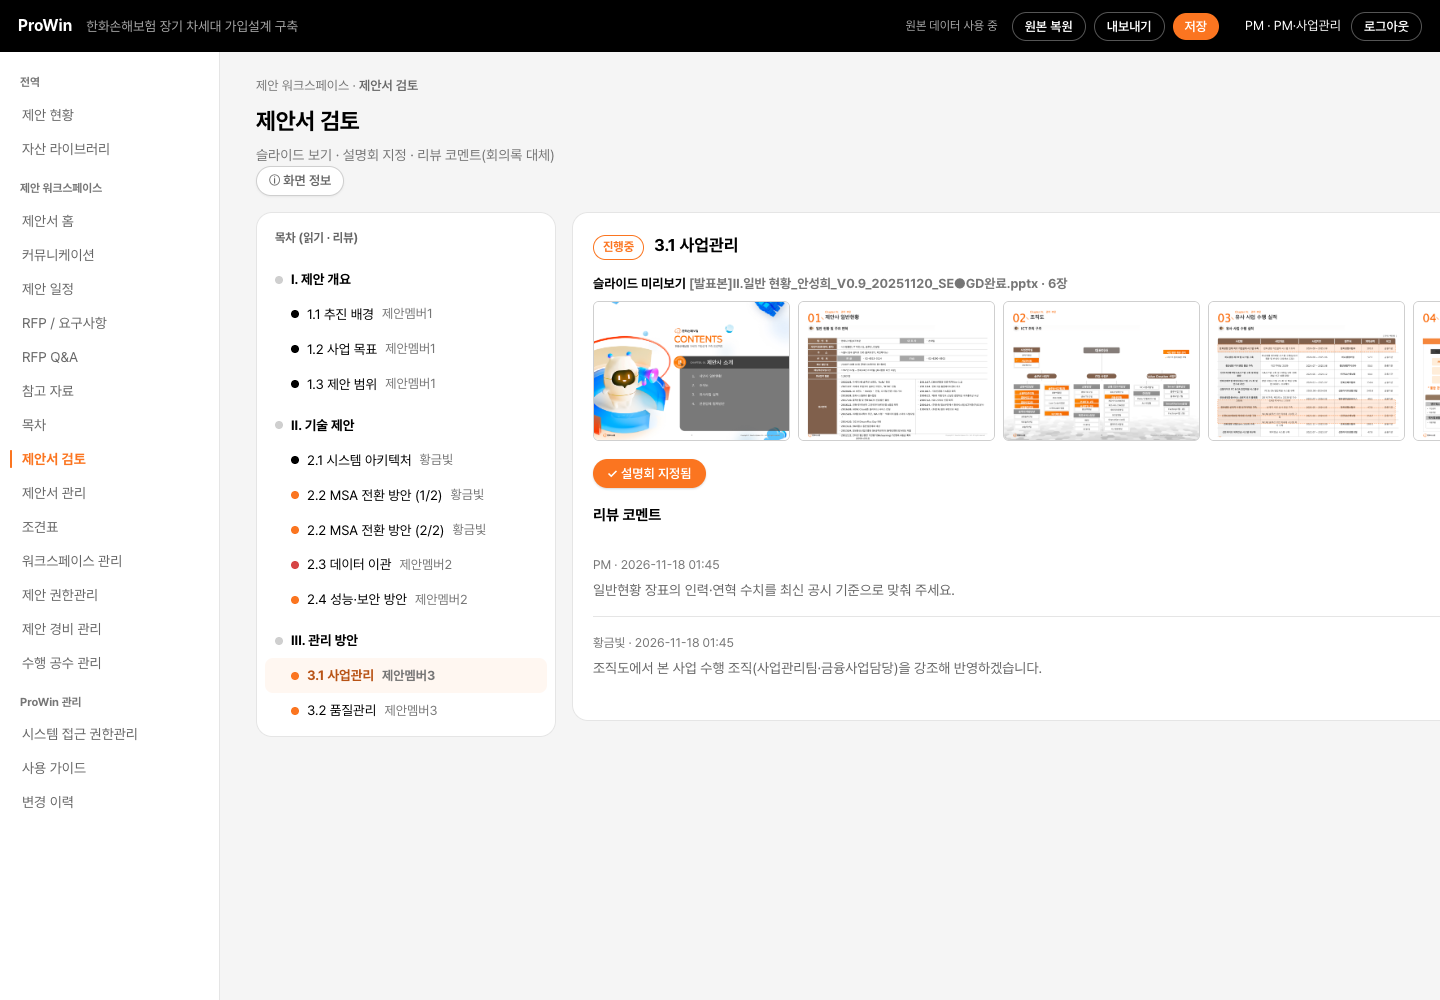 ProWin 한화손해보험 장기 차세대 가입설계 구축
원본 데이터 사용 중 원본 복원 내보내기 저장 PM · PM·사업관리 로그아웃
전역
제안 현황
자산 라이브러리
제안 워크스페이스
제안서 홈
커뮤니케이션
제안 일정
RFP / 요구사항
RFP Q&A
참고 자료
목차
제안서 검토
제안서 관리
조견표
워크스페이스 관리
제안 권한관리
제안 경비 관리
수행 공수 관리
ProWin 관리
시스템 접근 권한관리
사용 가이드
변경 이력
제안 워크스페이스 · 제안서 검토
제안서 검토
슬라이드 보기 · 설명회 지정 · 리뷰 코멘트(회의록 대체)
ⓘ 화면 정보
목차 (읽기 · 리뷰)
I. 제안 개요
1.1 추진 배경 제안멤버1
1.2 사업 목표 제안멤버1
1.3 제안 범위 제안멤버1
II. 기술 제안
2.1 시스템 아키텍처 황금빛
2.2 MSA 전환 방안 (1/2) 황금빛
2.2 MSA 전환 방안 (2/2) 황금빛
2.3 데이터 이관 제안멤버2
2.4 성능·보안 방안 제안멤버2
III. 관리 방안
3.1 사업관리 제안멤버3
3.2 품질관리 제안멤버3
진행중 3.1 사업관리
슬라이드 미리보기 [발표본]II.일반 현황_안성희_V0.9_20251120_SE●GD완료.pptx · 6장
CONTENTS
제안사 소개
01 제안사 일반현황
02 조직도
03 유사 사업 수행 실적
04
✓ 설명회 지정됨
리뷰 코멘트
PM · 2026-11-18 01:45
일반현황 장표의 인력·연혁 수치를 최신 공시 기준으로 맞춰 주세요.
황금빛 · 2026-11-18 01:45
조직도에서 본 사업 수행 조직(사업관리팀·금융사업담당)을 강조해 반영하겠습니다.